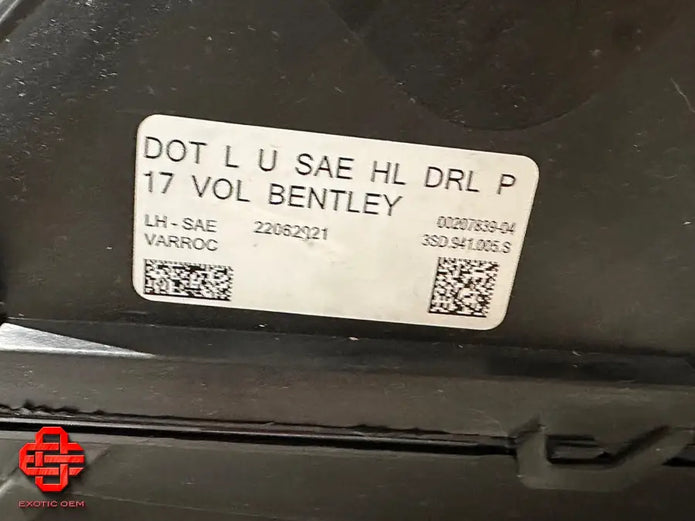 DOT L U SAE HL DRL P
17 VOL BENTLEY
LH-SAE 22062021 00207839-04
VARROC 3SD.941.005.S
EXOTIC OEM